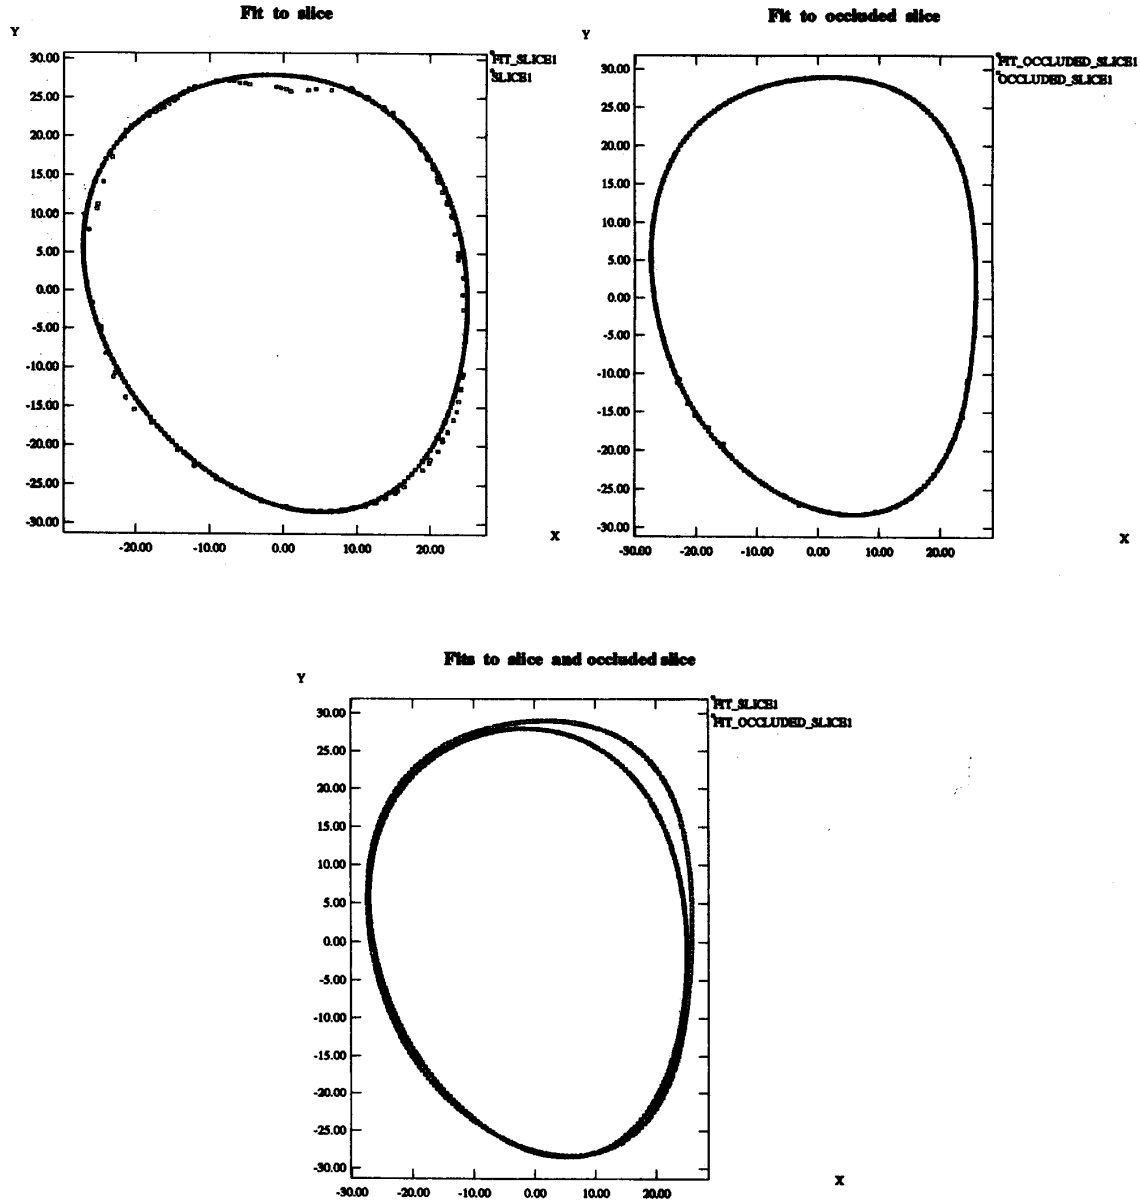 Fit to slice
Y
FIT_SLICE1
SLICE1
30.00
25.00
20.00
15.00
10.00
5.00
0.00
-5.00
-10.00
-15.00
-20.00
-25.00
-30.00
-20.00 -10.00 0.00 10.00 20.00
X
Fit to occluded slice
Y
FIT_OCCLUDED_SLICE1
OCCLUDED_SLICE1
30.00
25.00
20.00
15.00
10.00
5.00
0.00
-5.00
-10.00
-15.00
-20.00
-25.00
-30.00
-30.00 -20.00 -10.00 0.00 10.00 20.00
X
Fits to slice and occluded slice
Y
FIT_SLICE1
FIT_OCCLUDED_SLICE1
30.00
25.00
20.00
15.00
10.00
5.00
0.00
-5.00
-10.00
-15.00
-20.00
-25.00
-30.00
-30.00 -20.00 -10.00 0.00 10.00 20.00
X